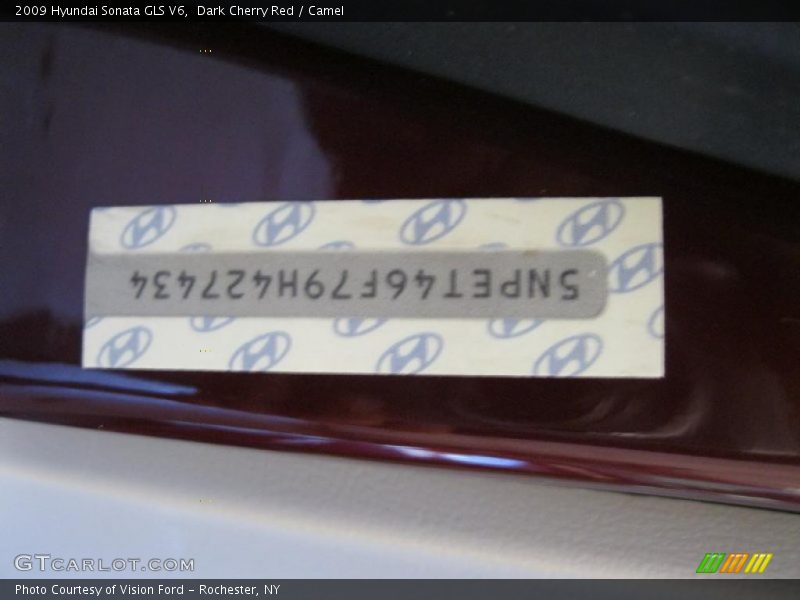 2009 Hyundai Sonata GLS V6, Dark Cherry Red / Camel
5NPET46F79H427434
GTCARLOT.COM
Photo Courtesy of Vision Ford - Rochester, NY